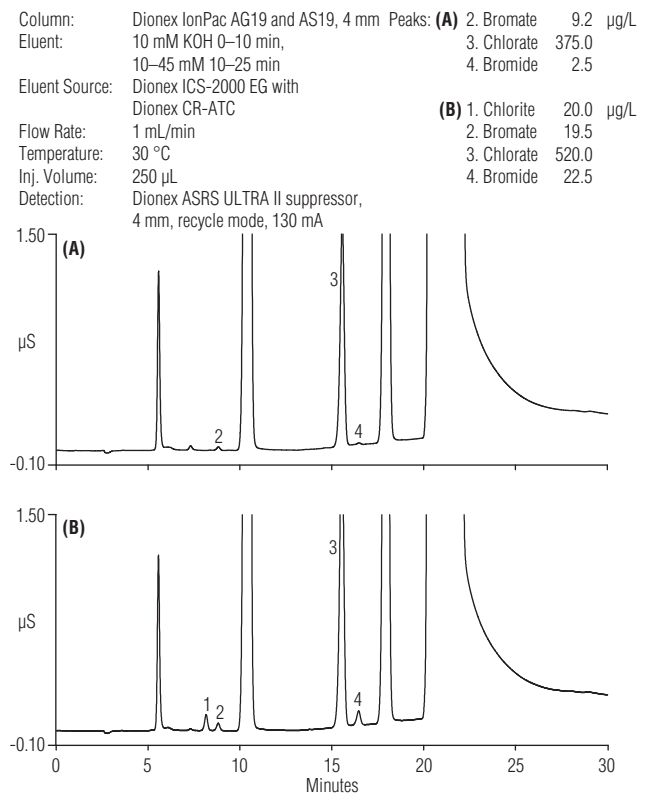 Column: Dionex IonPac AG19 and AS19, 4 mm Peaks: (A) 2. Bromate 9.2 µg/L
Eluent: 10 mM KOH 0–10 min, 3. Chlorate 375.0
10–45 mM 10–25 min 4. Bromide 2.5
Eluent Source: Dionex ICS-2000 EG with
Dionex CR-ATC (B) 1. Chlorite 20.0 µg/L
Flow Rate: 1 mL/min 2. Bromate 19.5
Temperature: 30 °C 3. Chlorate 520.0
Inj. Volume: 250 µL 4. Bromide 22.5
Detection: Dionex ASRS ULTRA II suppressor,
4 mm, recycle mode, 130 mA
1.50 (A)
3
µS
2 4
-0.10
1.50 (B)
3
µS
1 2 4
-0.10
0 5 10 15 20 25 30
Minutes